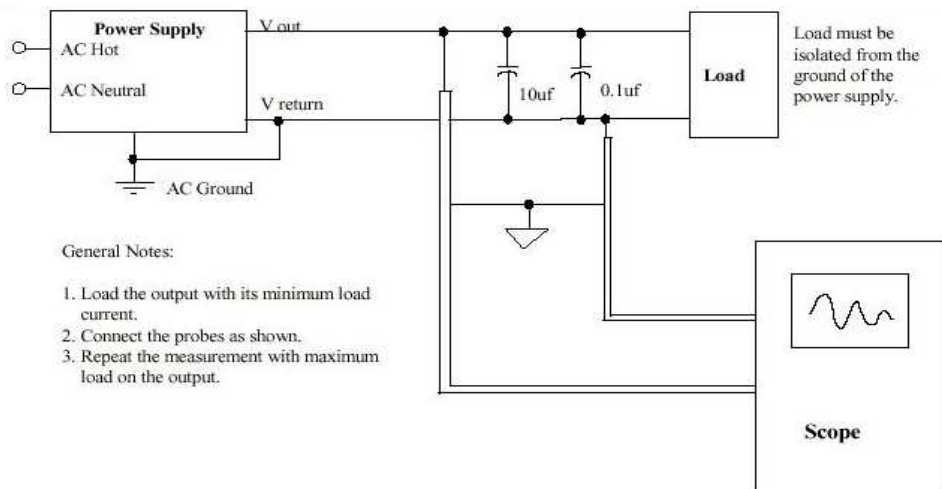 Power Supply
V out
AC Hot
AC Neutral
V return
AC Ground
10uf
0.1uf
Load
Load must be
isolated from the
ground of the
power supply.
General Notes:
1. Load the output with its minimum load
current.
2. Connect the probes as shown.
3. Repeat the measurement with maximum
load on the output.
Scope